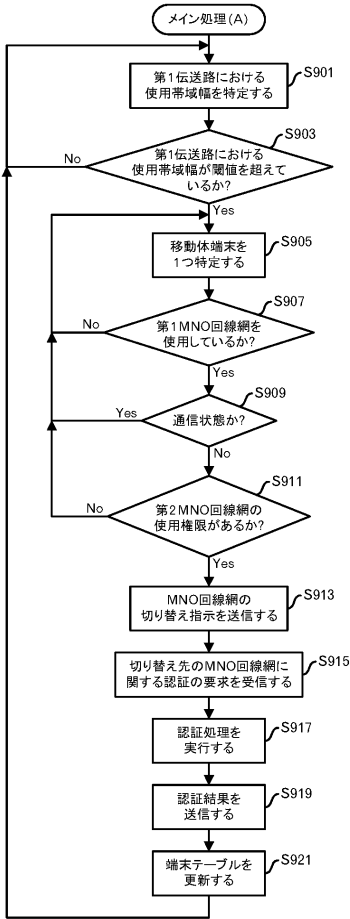 メイン処理(A)
第1伝送路における
使用帯域幅を特定する
S901
第1伝送路における
使用帯域幅が閾値を超えて
いるか?
S903
No
Yes
移動体端末を
1つ特定する
S905
第1MNO回線網を
使用しているか?
S907
No
Yes
通信状態か?
S909
Yes
No
第2MNO回線網の
使用権限があるか?
S911
No
Yes
MNO回線網の
切り替え指示を送信する
S913
切り替え先のMNO回線網に
関する認証の要求を受信する
S915
認証処理を
実行する
S917
認証結果を
送信する
S919
端末テーブルを
更新する
S921